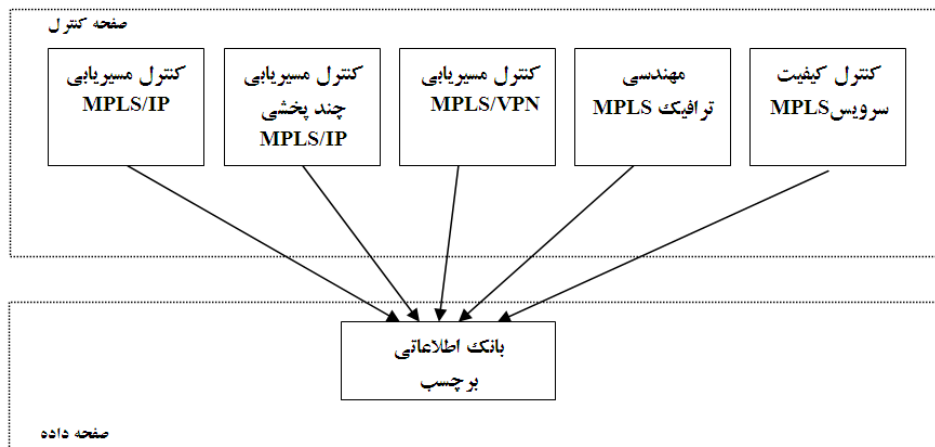 صفحه کنترل
کنترل کیفیت
سرویسMPLS
مهندسی
ترافیک MPLS
کنترل مسیریابی
MPLS/VPN
کنترل مسیریابی
چند پخشی
MPLS/IP
کنترل مسیریابی
MPLS/IP
بانک اطلاعاتی
برچسب
صفحه داده